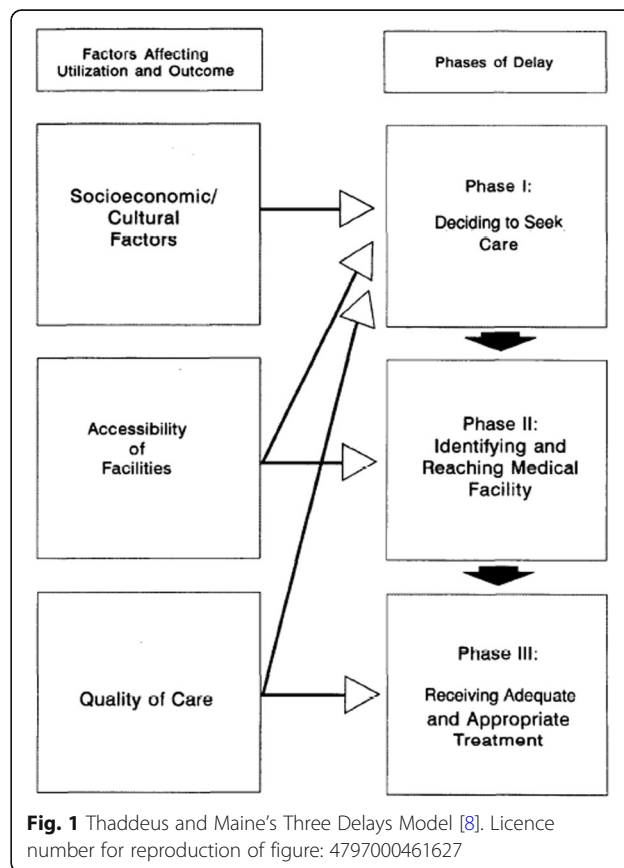 Factors Affecting
Utilization and Outcome
Phases of Delay
Socioeconomic/
Cultural
Factors
Phase I:
Deciding to Seek
Care
Accessibility
of
Facilities
Phase II:
Identifying and
Reaching Medical
Facility
Quality of Care
Phase III:
Receiving Adequate
and Appropriate
Treatment
Fig. 1 Thaddeus and Maine's Three Delays Model [8]. Licence
number for reproduction of figure: 4797000461627